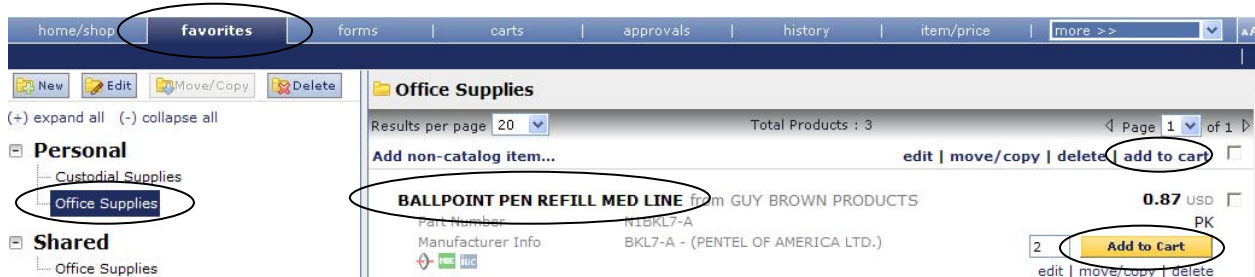 home/shop favorites forms | carts | approvals | history | item/price | more >>
New Edit Move/Copy Delete
(+) expand all (-) collapse all
Personal
Custodial Supplies
Office Supplies
Shared
Office Supplies
Office Supplies
Results per page 20 Total Products : 3 Page 1 of 1
Add non-catalog item... edit | move/copy | delete | add to cart
BALLPOINT PEN REFILL MED LINE from GUY BROWN PRODUCTS 0.87 USD
Part Number N1BKL7-A PK
Manufacturer Info BKL7-A - (PENTEL OF AMERICA LTD.) 2 Add to Cart
edit | move/copy | delete